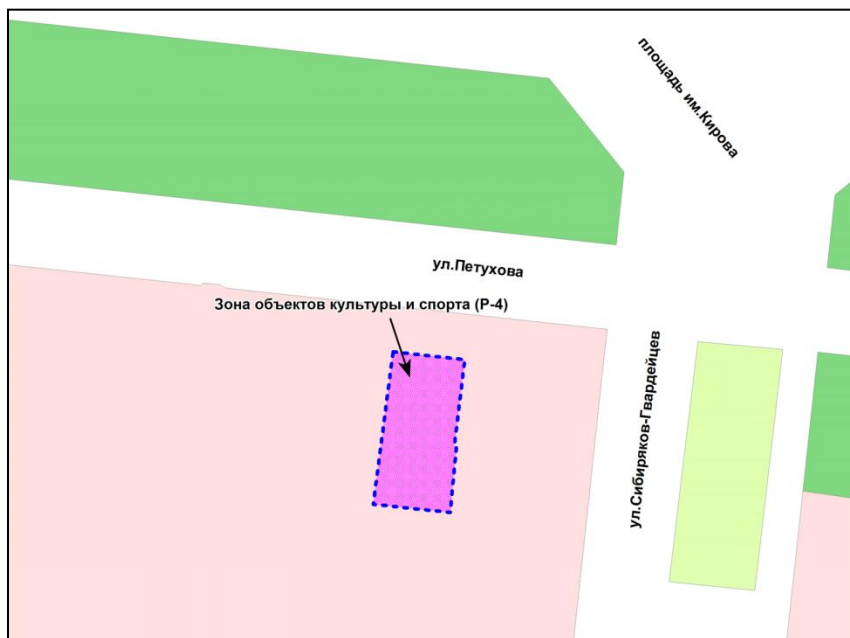 площадь им.Кирова
ул.Петухова
Зона объектов культуры и спорта (Р-4)
ул.Сибиряков-Гвардейцев